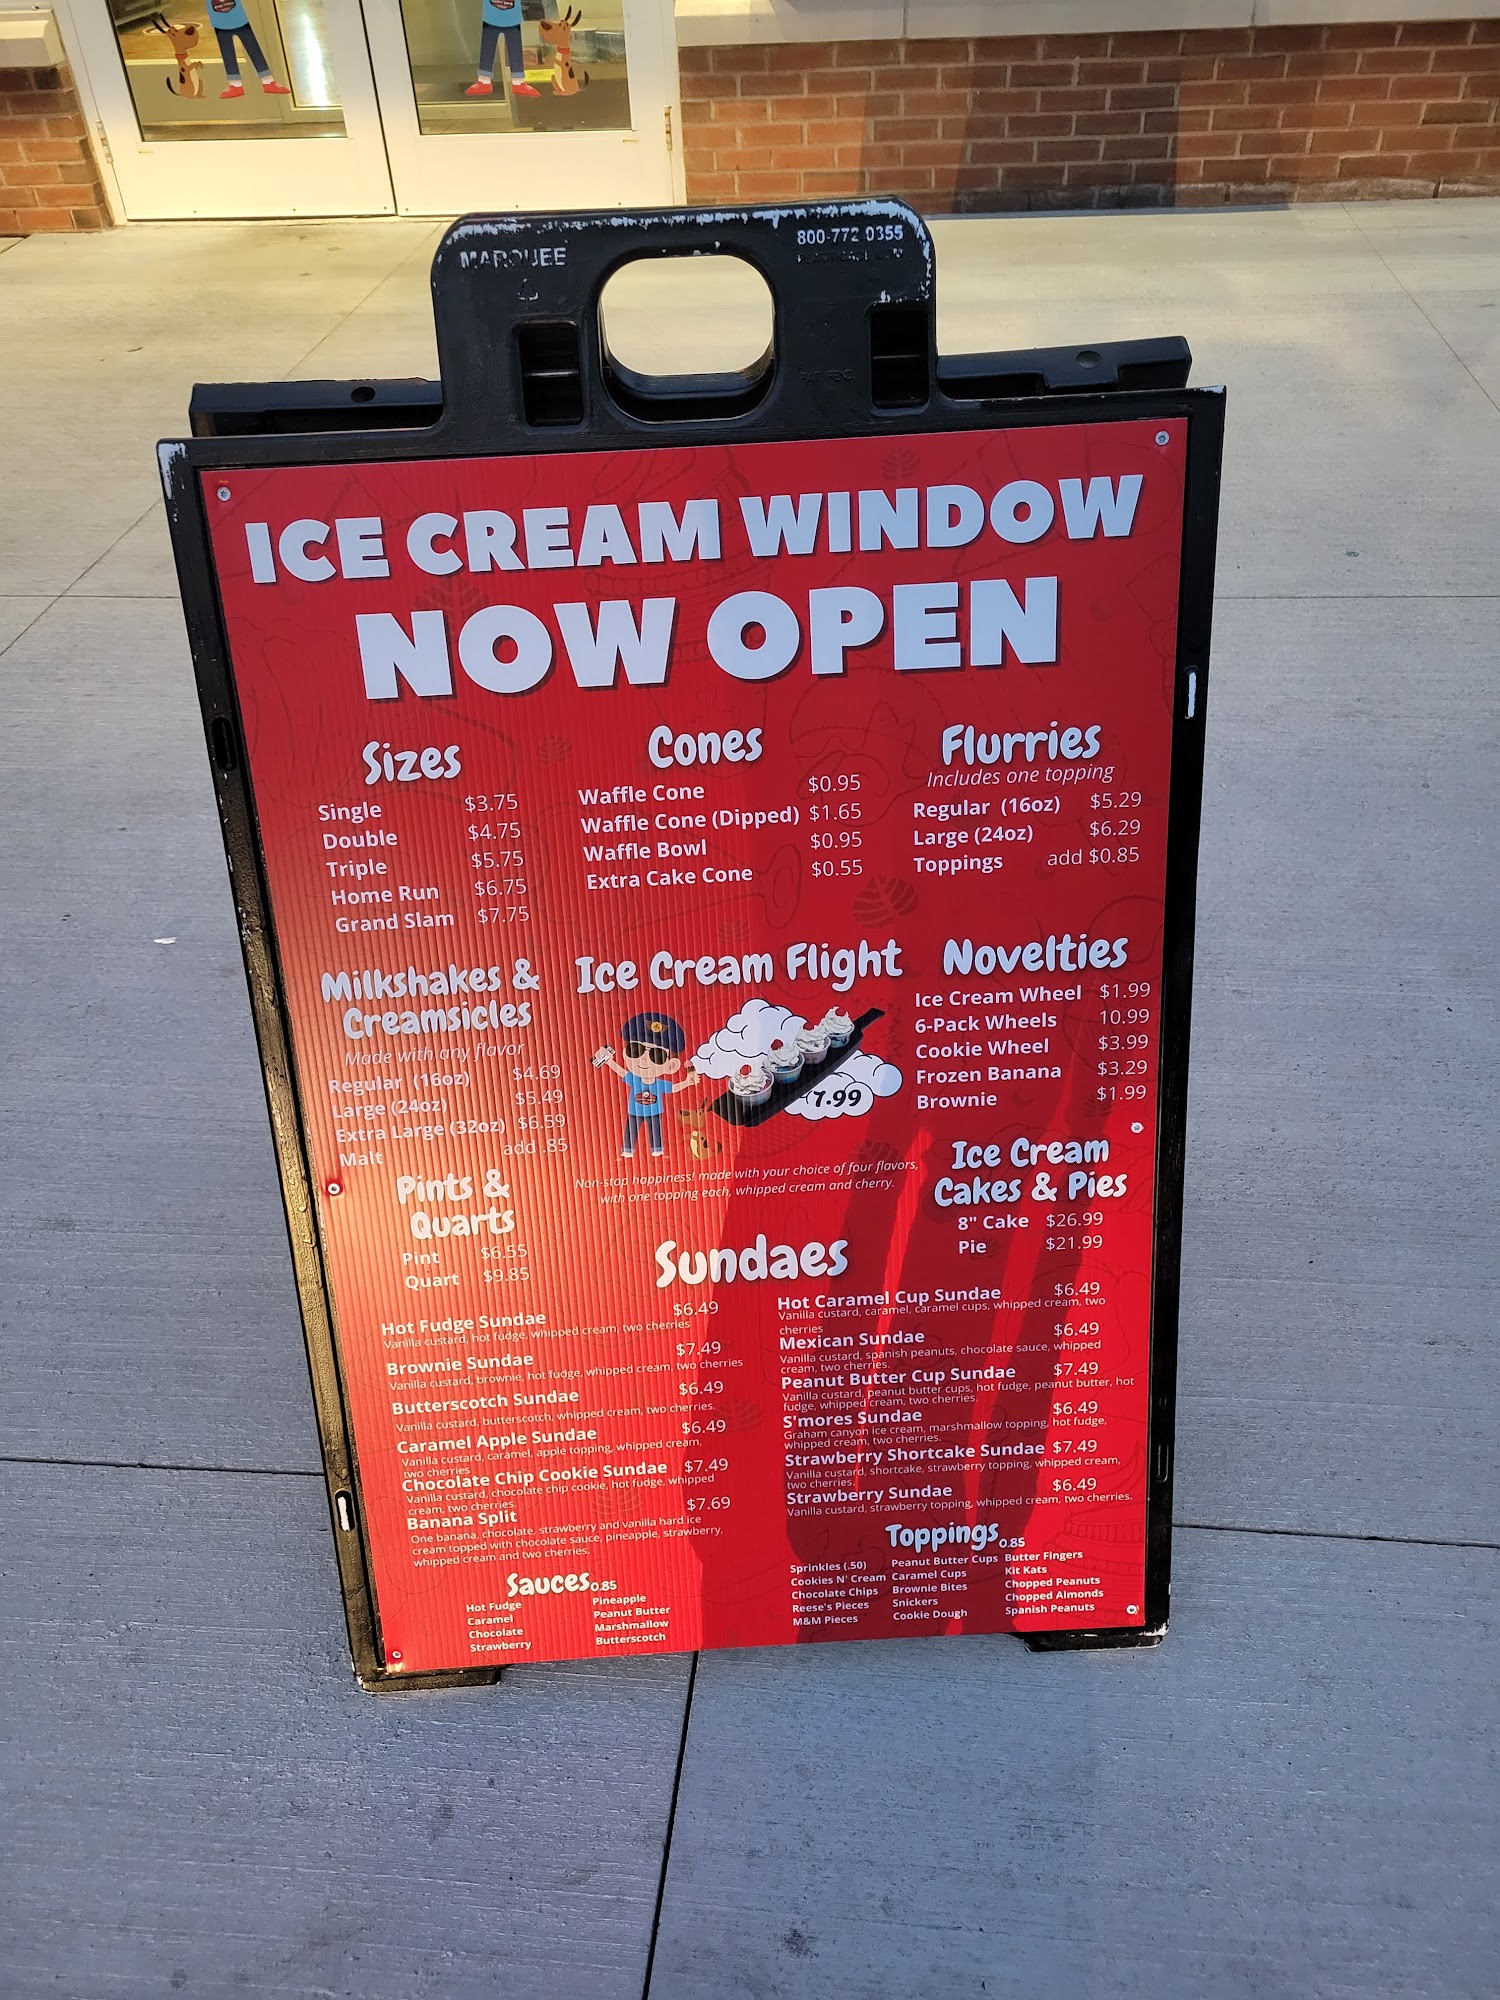 MARQUEE
800-772-0355
ICE CREAM WINDOW
NOW OPEN
Sizes
Single $3.75
Double $4.75
Triple $5.75
Home Run $6.75
Grand Slam $7.75
Cones
Waffle Cone $0.95
Waffle Cone (Dipped) $1.65
Waffle Bowl $0.95
Extra Cake Cone $0.55
Flurries
Includes one topping
Regular (16oz) $5.29
Large (24oz) $6.29
Toppings add $0.85
Milkshakes &
Creamsicles
Made with any flavor
Regular (16oz) $4.69
Large (24oz) $5.49
Extra Large (32oz) $6.59
Malt add .85
Ice Cream Flight
7.99
Non-stop happiness! made with your choice of four flavors,
with one topping each, whipped cream and cherry.
Novelties
Ice Cream Wheel $1.99
6-Pack Wheels 10.99
Cookie Wheel $3.99
Frozen Banana $3.29
Brownie $1.99
Pints &
Quarts
Pint $6.55
Quart $9.85
Ice Cream
Cakes & Pies
8" Cake $26.99
Pie $21.99
Sundaes
Hot Fudge Sundae $6.49
Vanilla custard, hot fudge, whipped cream, two cherries
Brownie Sundae $7.49
Vanilla custard, brownie, hot fudge, whipped cream, two cherries
Butterscotch Sundae $6.49
Vanilla custard, butterscotch, whipped cream, two cherries.
Caramel Apple Sundae $6.49
Vanilla custard, caramel, apple topping, whipped cream,
two cherries
Chocolate Chip Cookie Sundae $7.49
Vanilla custard, chocolate chip cookie, hot fudge, whipped
cream, two cherries.
Banana Split $7.69
One banana, chocolate, strawberry and vanilla hard ice
cream topped with chocolate sauce, pineapple, strawberry,
whipped cream and two cherries.
Hot Caramel Cup Sundae $6.49
Vanilla custard, caramel, caramel cups, whipped cream, two
cherries
Mexican Sundae $6.49
Vanilla custard, spanish peanuts, chocolate sauce, whipped
cream, two cherries.
Peanut Butter Cup Sundae $7.49
Vanilla custard, peanut butter cups, hot fudge, peanut butter, hot
fudge, whipped cream, two cherries.
S'mores Sundae $6.49
Graham canyon ice cream, marshmallow topping, hot fudge,
whipped cream, two cherries.
Strawberry Shortcake Sundae $7.49
Vanilla custard, shortcake, strawberry topping, whipped cream,
two cherries.
Strawberry Sundae $6.49
Vanilla custard, strawberry topping, whipped cream, two cherries.
Sauces 0.85
Hot Fudge
Caramel
Chocolate
Strawberry
Pineapple
Peanut Butter
Marshmallow
Butterscotch
Toppings 0.85
Sprinkles (.50)
Cookies N' Cream
Chocolate Chips
Reese's Pieces
M&M Pieces
Peanut Butter Cups
Caramel Cups
Brownie Bites
Snickers
Cookie Dough
Butter Fingers
Kit Kats
Chopped Peanuts
Chopped Almonds
Spanish Peanuts